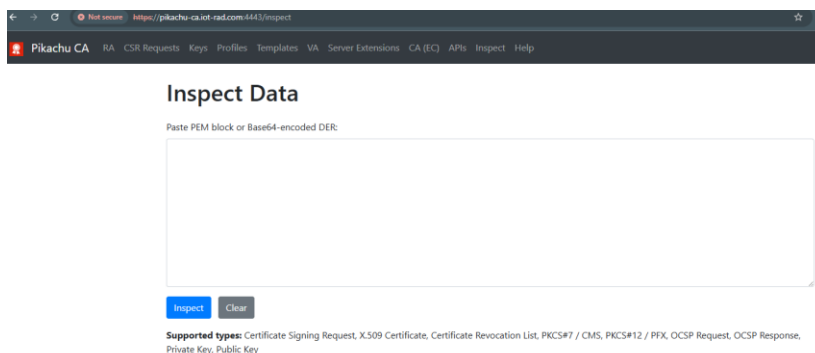 Not secure https://pikachu-ca.iot-rad.com:4443/inspect
Pikachu CA RA CSR Requests Keys Profiles Templates VA Server Extensions CA (EC) APIs Inspect Help
Inspect Data
Paste PEM block or Base64-encoded DER:
Inspect Clear
Supported types: Certificate Signing Request, X.509 Certificate, Certificate Revocation List, PKCS#7 / CMS, PKCS#12 / PFX, OCSP Request, OCSP Response,
Private Key, Public Key